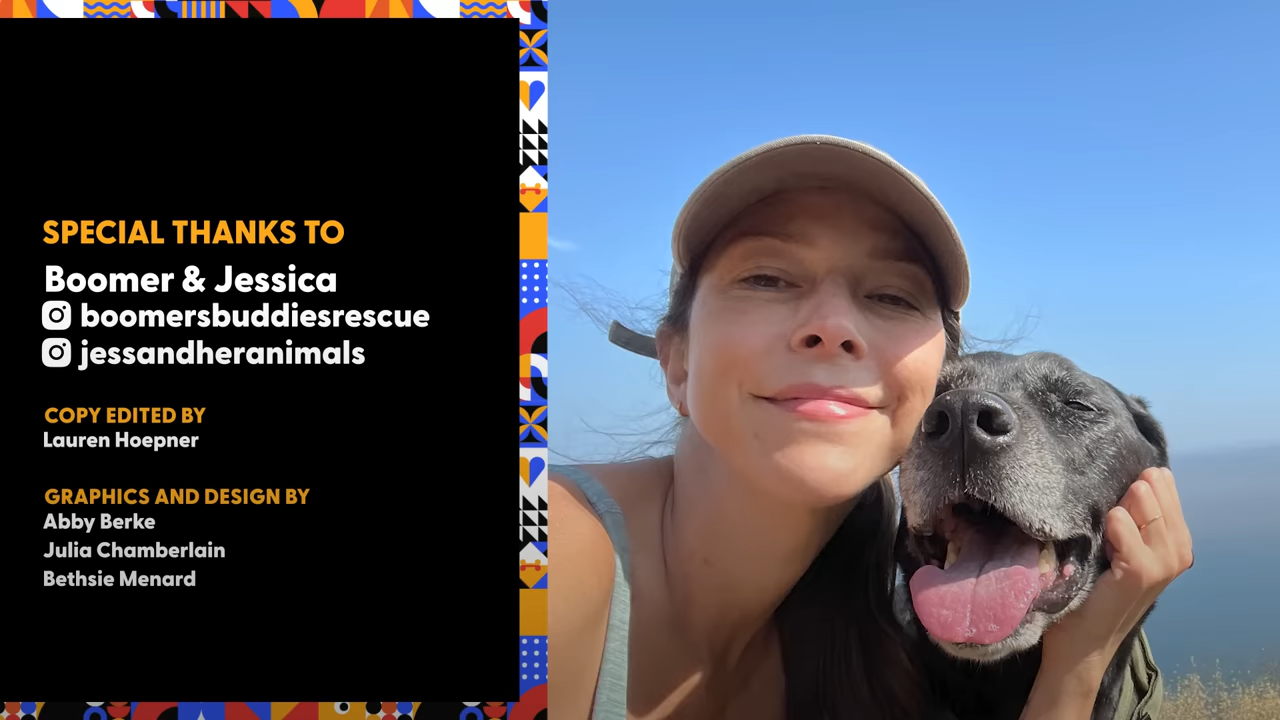 SPECIAL THANKS TO
Boomer & Jessica
boomersbuddiesrescue
jessandheranimals
COPY EDITED BY
Lauren Hoepner
GRAPHICS AND DESIGN BY
Abby Berke
Julia Chamberlain
Bethsie Menard